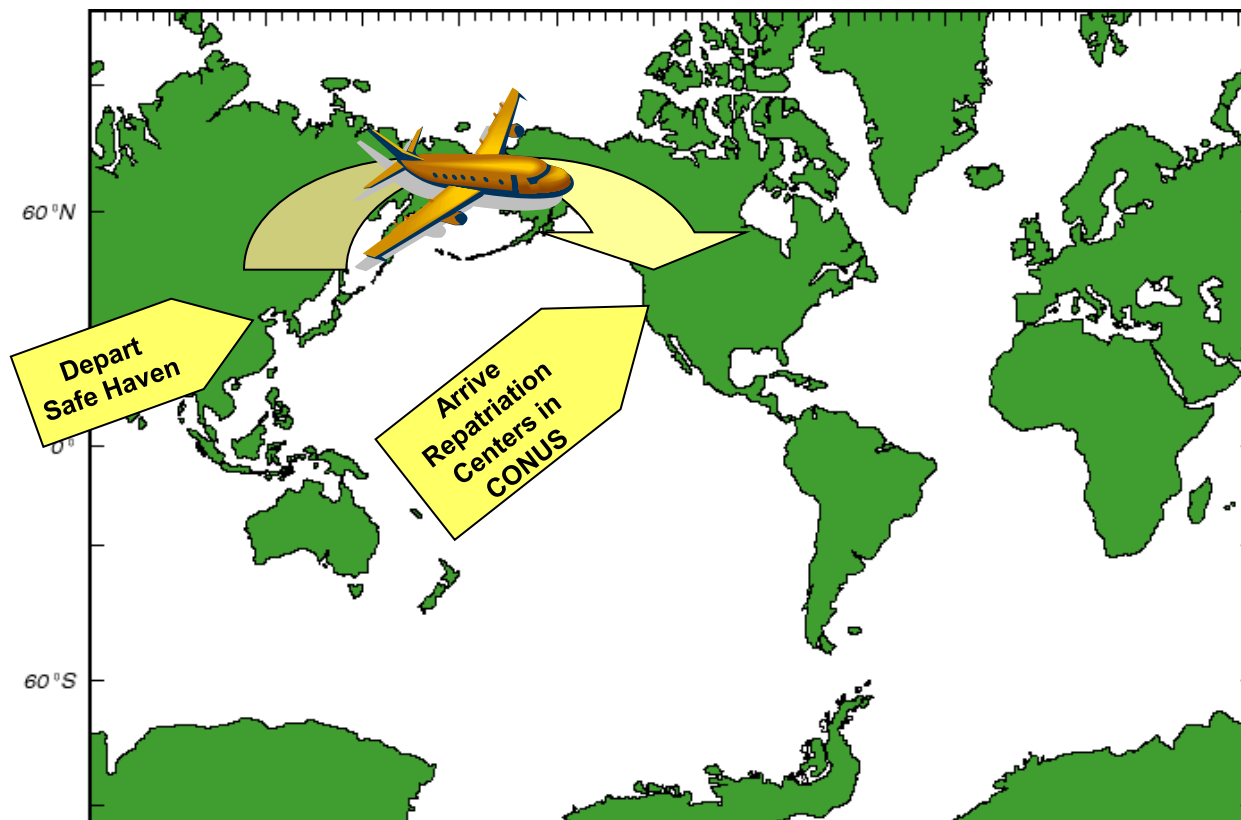 60 °N
Depart
Safe Haven
Arrive
Repatriation
Centers in
CONUS
0°
60 °S